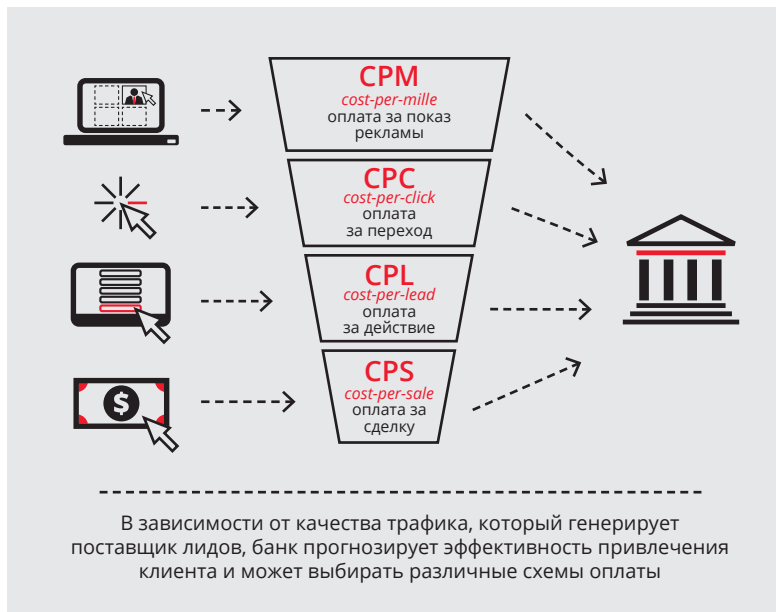 CPM
cost-per-mille
оплата за показ
рекламы
CPC
cost-per-click
оплата
за переход
CPL
cost-per-lead
оплата
за действие
CPS
cost-per-sale
оплата за
сделку
$
В зависимости от качества трафика, который генерирует
поставщик лидов, банк прогнозирует эффективность привлечения
клиента и может выбирать различные схемы оплаты